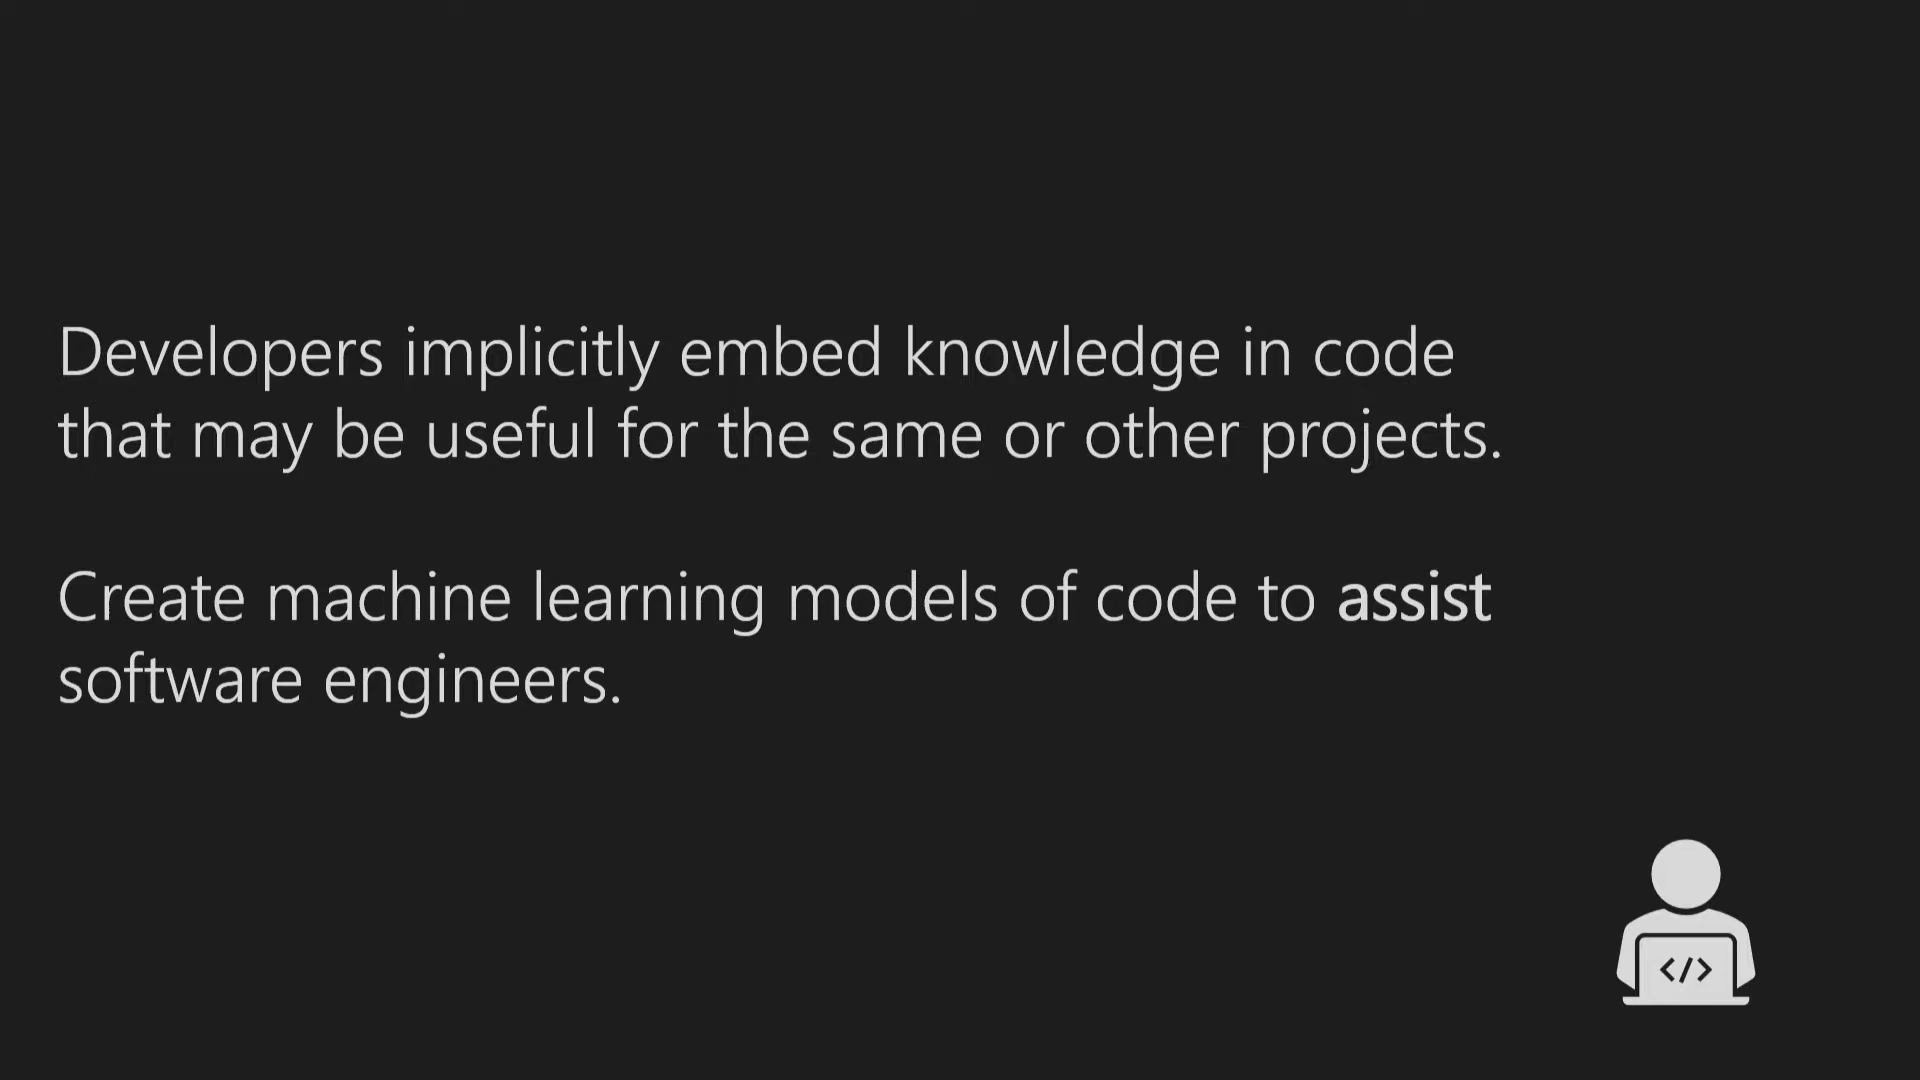 Developers implicitly embed knowledge in code
that may be useful for the same or other projects.
Create machine learning models of code to assist
software engineers.
</>